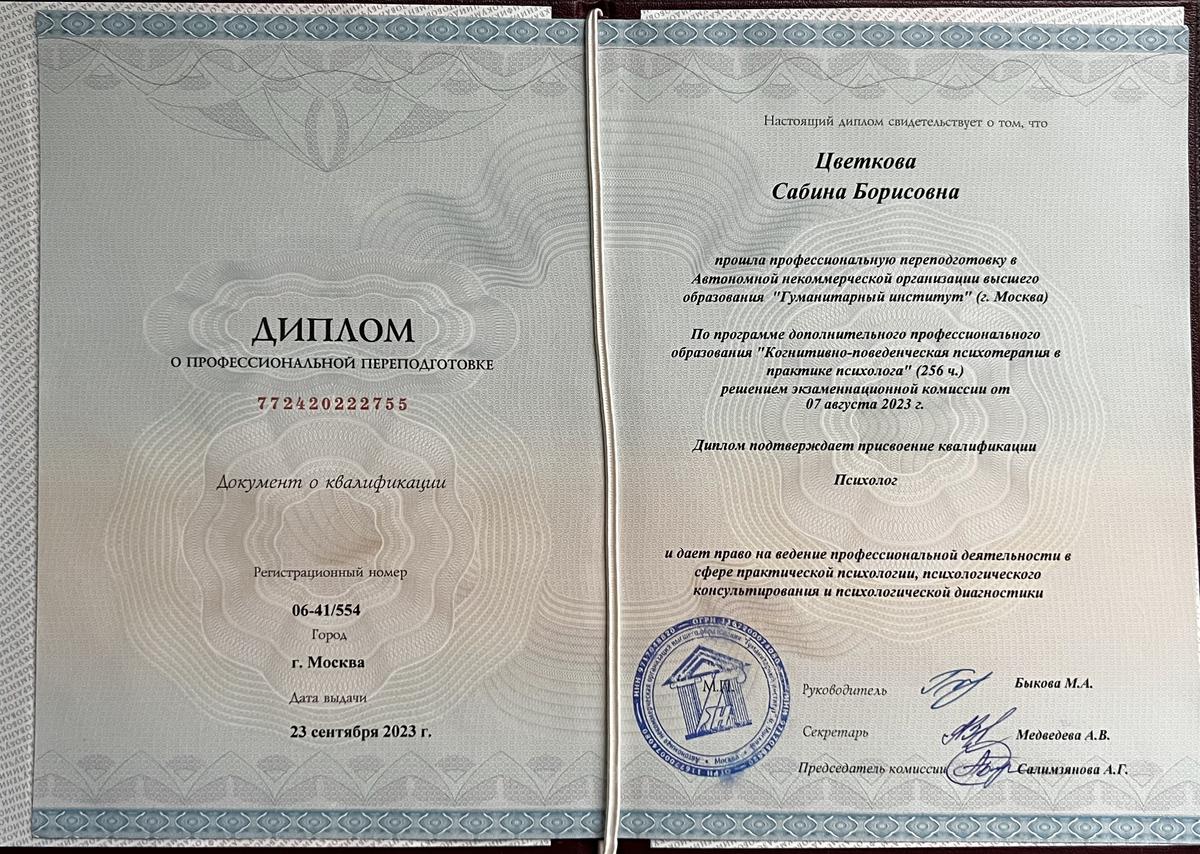 ДИПЛОМ
О ПРОФЕССИОНАЛЬНОЙ ПЕРЕПОДГОТОВКЕ
772420222755
Документ о квалификации
Регистрационный номер
06-41/554
Город
г. Москва
Дата выдачи
23 сентября 2023 г.
Настоящий диплом свидетельствует о том, что
Цветкова
Сабина Борисовна
прошла профессиональную переподготовку в
Автономной некоммерческой организации высшего
образования "Гуманитарный институт" (г. Москва)
По программе дополнительного профессионального
образования "Когнитивно-поведенческая психотерапия в
практике психолога" (256 ч.)
решением экзаменнационной комиссии от
07 августа 2023 г.
Диплом подтверждает присвоение квалификации
Психолог
и дает право на ведение профессиональной деятельности в
сфере практической психологии, психологического
консультирования и психологической диагностики
М.П.
Руководитель
Быкова М.А.
Секретарь
Медведева А.В.
Председатель комиссии
Салимзянова А.Г.